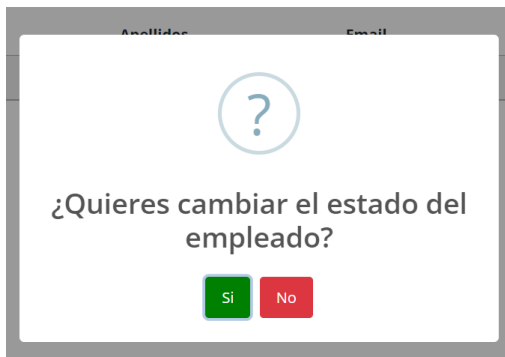 Apellidos Email
?
¿Quieres cambiar el estado del
empleado?
Si No